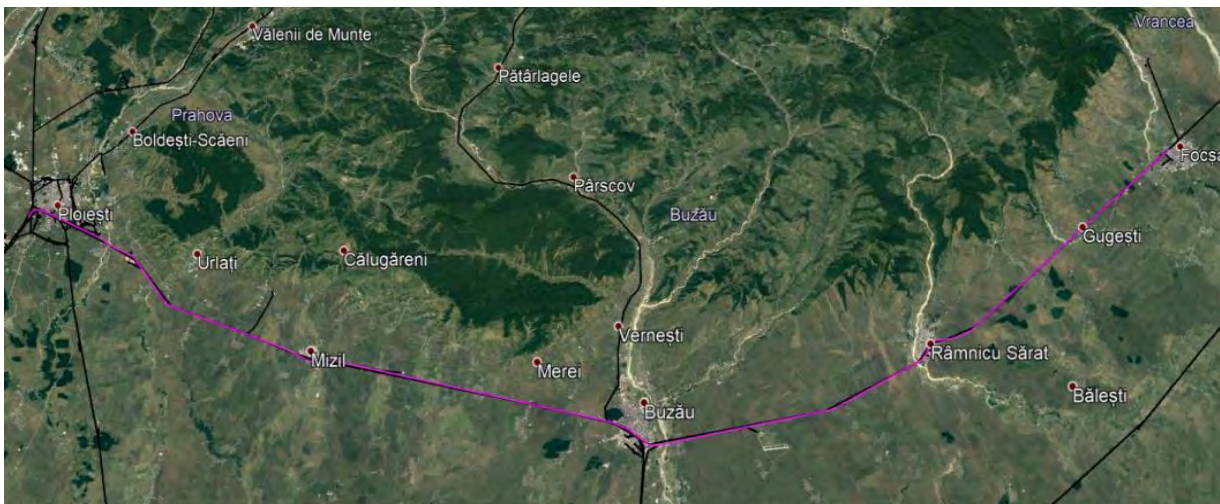 Vrancea
Vălenii de Munte
Pătârlagele
Prahova
Boldești-Scăeni
Focșa
Pârscov
Ploiești
Buzău
Gugești
Urlați
Călugăreni
Vernești
Râmnicu Sărat
Mizil
Merei
Bălești
Buzău